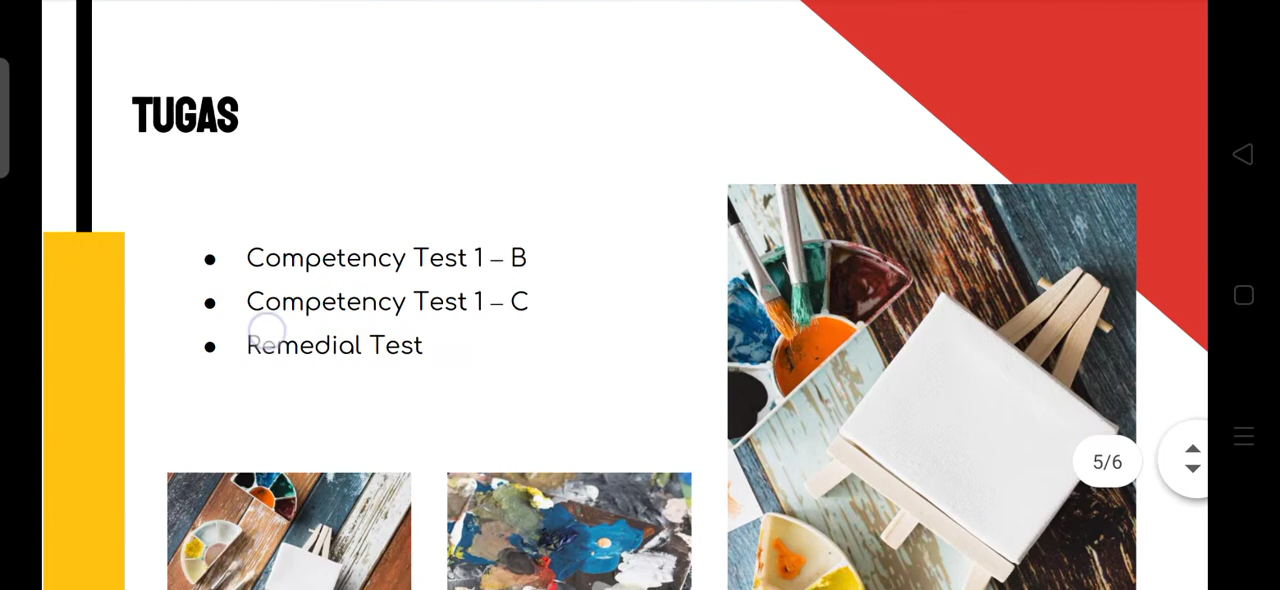 TUGAS
● Competency Test 1 – B
● Competency Test 1 – C
● Remedial Test
5/6